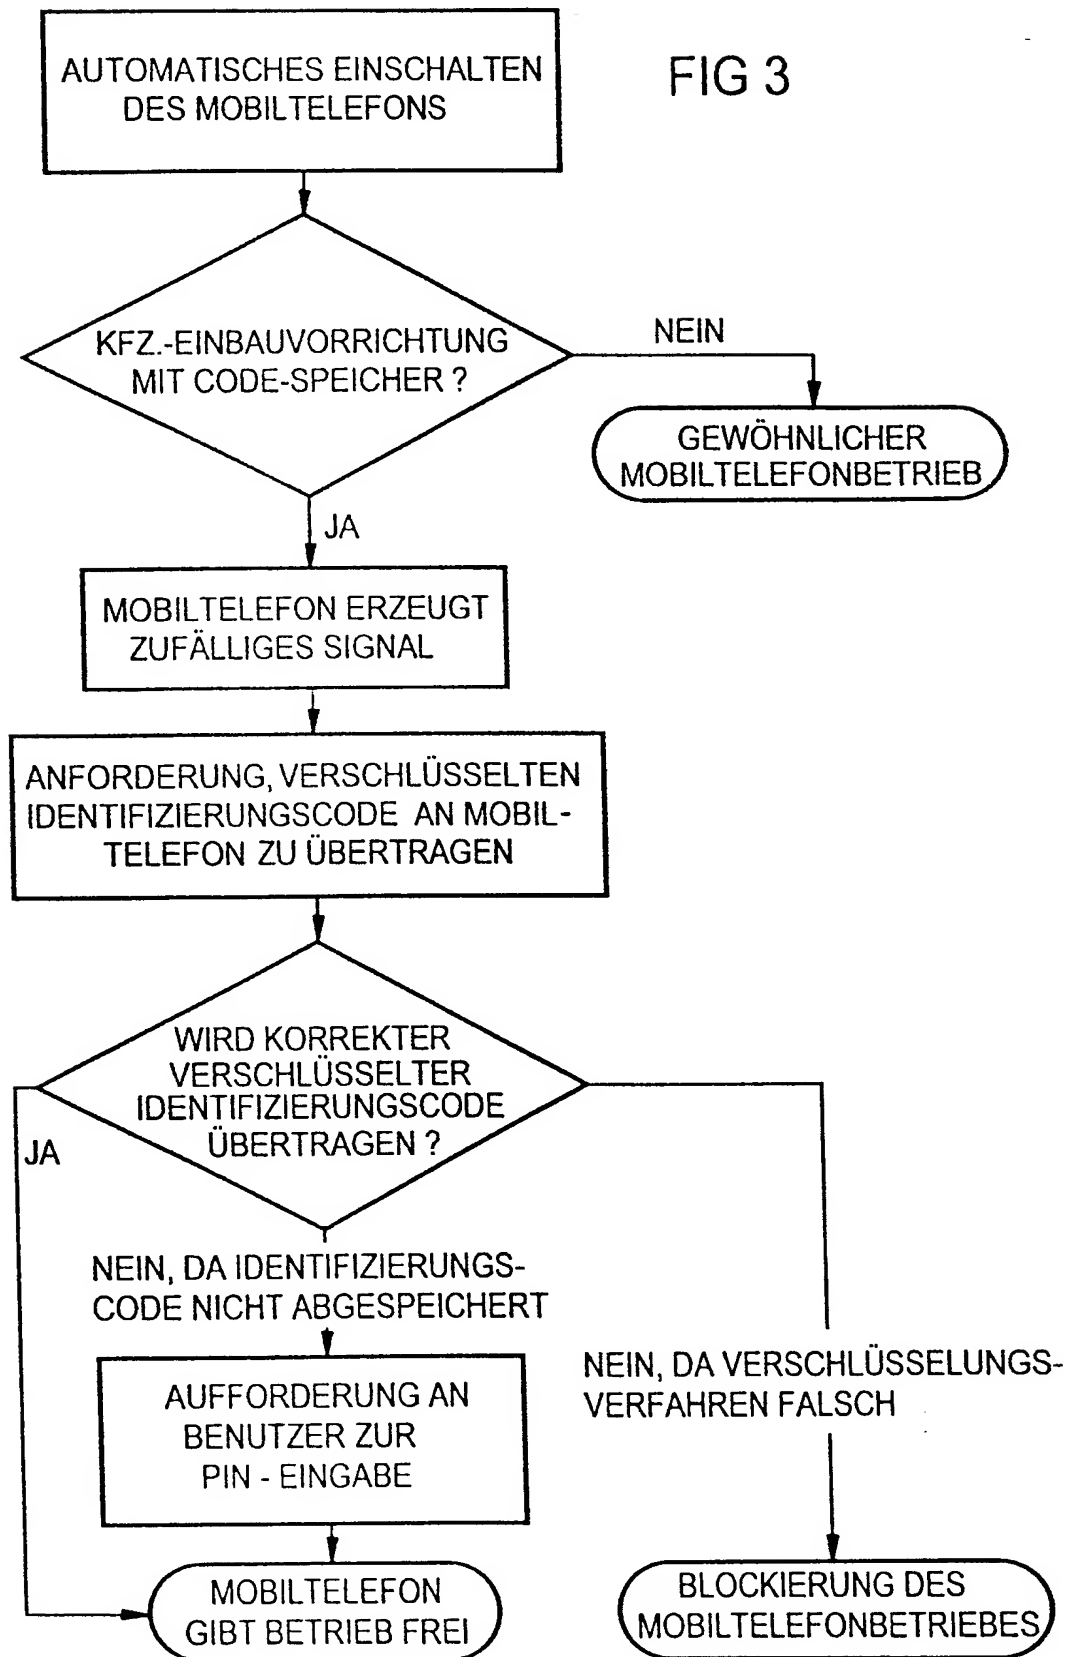 FIG 3
AUTOMATISCHES EINSCHALTEN
DES MOBILTELEFONS
KFZ.-EINBAUVORRICHTUNG
MIT CODE-SPEICHER ?
NEIN
GEWÖHNLICHER
MOBILTELEFONBETRIEB
JA
MOBILTELEFON ERZEUGT
ZUFÄLLIGES SIGNAL
ANFORDERUNG, VERSCHLÜSSELTEN
IDENTIFIZIERUNGSCODE AN MOBIL-
TELEFON ZU ÜBERTRAGEN
WIRD KORREKTER
VERSCHLÜSSELTER
IDENTIFIZIERUNGSCODE
ÜBERTRAGEN ?
JA
NEIN, DA IDENTIFIZIERUNGS-
CODE NICHT ABGESPEICHERT
AUFFORDERUNG AN
BENUTZER ZUR
PIN - EINGABE
MOBILTELEFON
GIBT BETRIEB FREI
NEIN, DA VERSCHLÜSSELUNGS-
VERFAHREN FALSCH
BLOCKIERUNG DES
MOBILTELEFONBETRIEBES